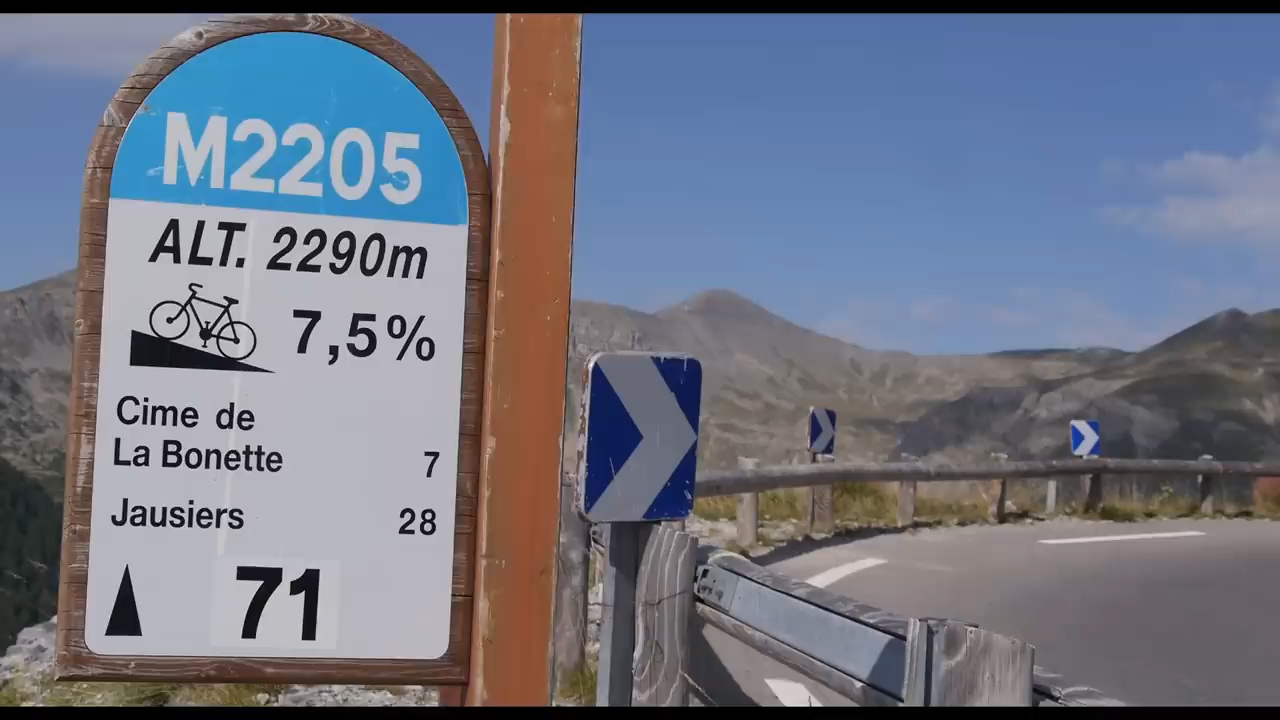 M2205
ALT. 2290m
7,5%
Cime de
La Bonette 7
Jausiers 28
71